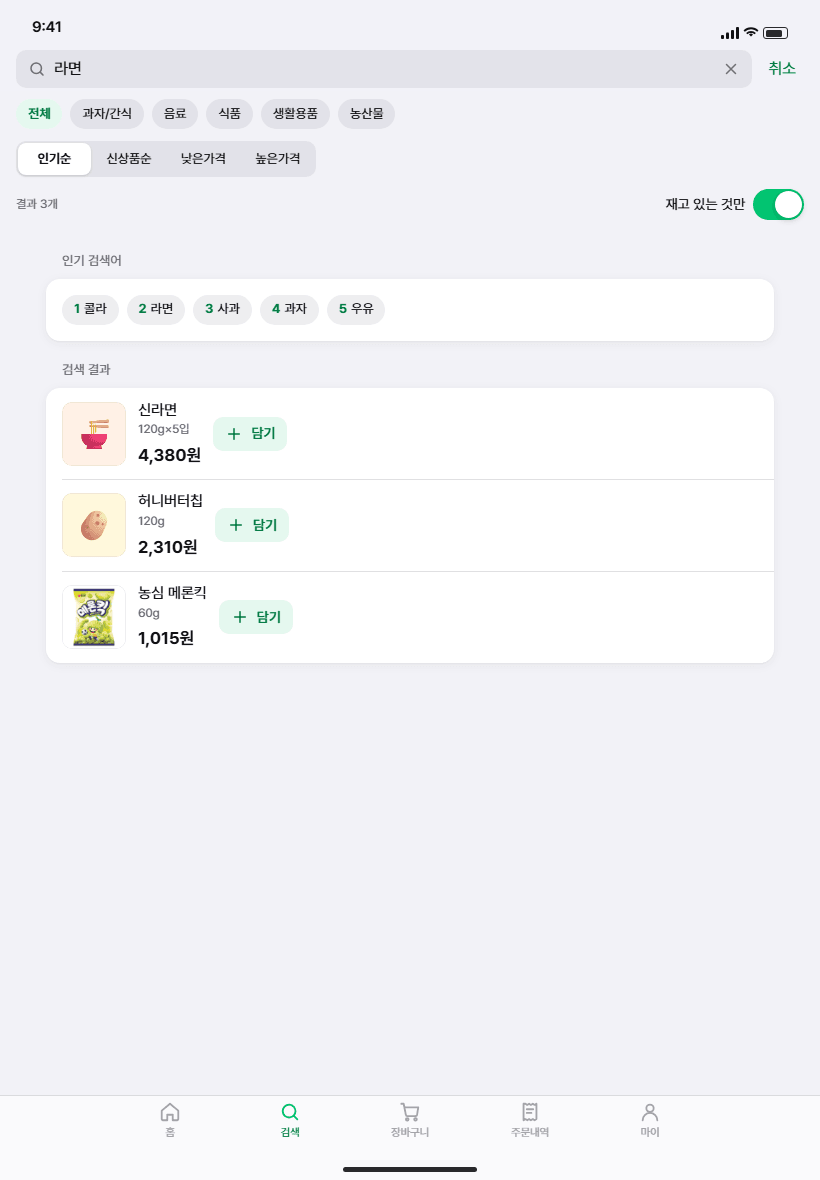 9:41
라면
취소
전체 과자/간식 음료 식품 생활용품 농산물
인기순 신상품순 낮은가격 높은가격
결과 3개
재고 있는 것만
인기 검색어
1 콜라 2 라면 3 사과 4 과자 5 우유
검색 결과
신라면
120g×5입
4,380원
담기
허니버터칩
120g
2,310원
담기
농심 메론킥
60g
1,015원
담기
메론킥
홈 검색 장바구니 주문내역 마이